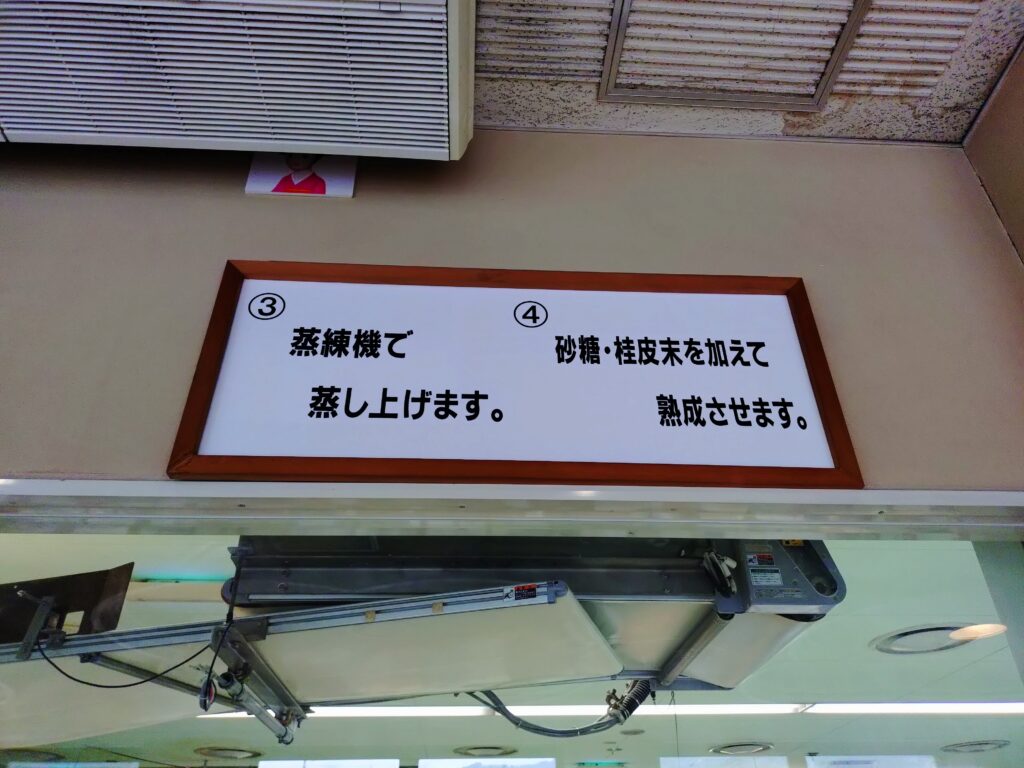 ③
蒸練機で
蒸し上げます。
④
砂糖・桂皮末を加えて
熟成させます。